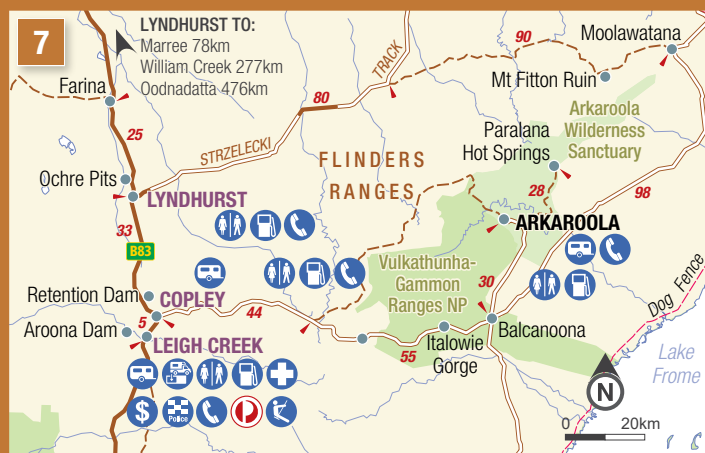 7
LYNDHURST TO:
Marree 78km
William Creek 277km
Oodnadatta 476km
Moolawatana
90
Mt Fitton Ruin
Farina
TRACK
80
Arkaroola
Wilderness
Sanctuary
25
STRZELECKI
Paralana
Hot Springs
FLINDERS
RANGES
Ochre Pits
LYNDHURST
28
98
33
ARKAROOLA
B83
Vulkathunha-
Gammon
Ranges NP
30
Retention Dam
COPLEY
44
Dog Fence
Aroona Dam
5
LEIGH CREEK
Balcanoona
Italowie
Gorge
55
Lake
Frome
$
Police
N
0 20km